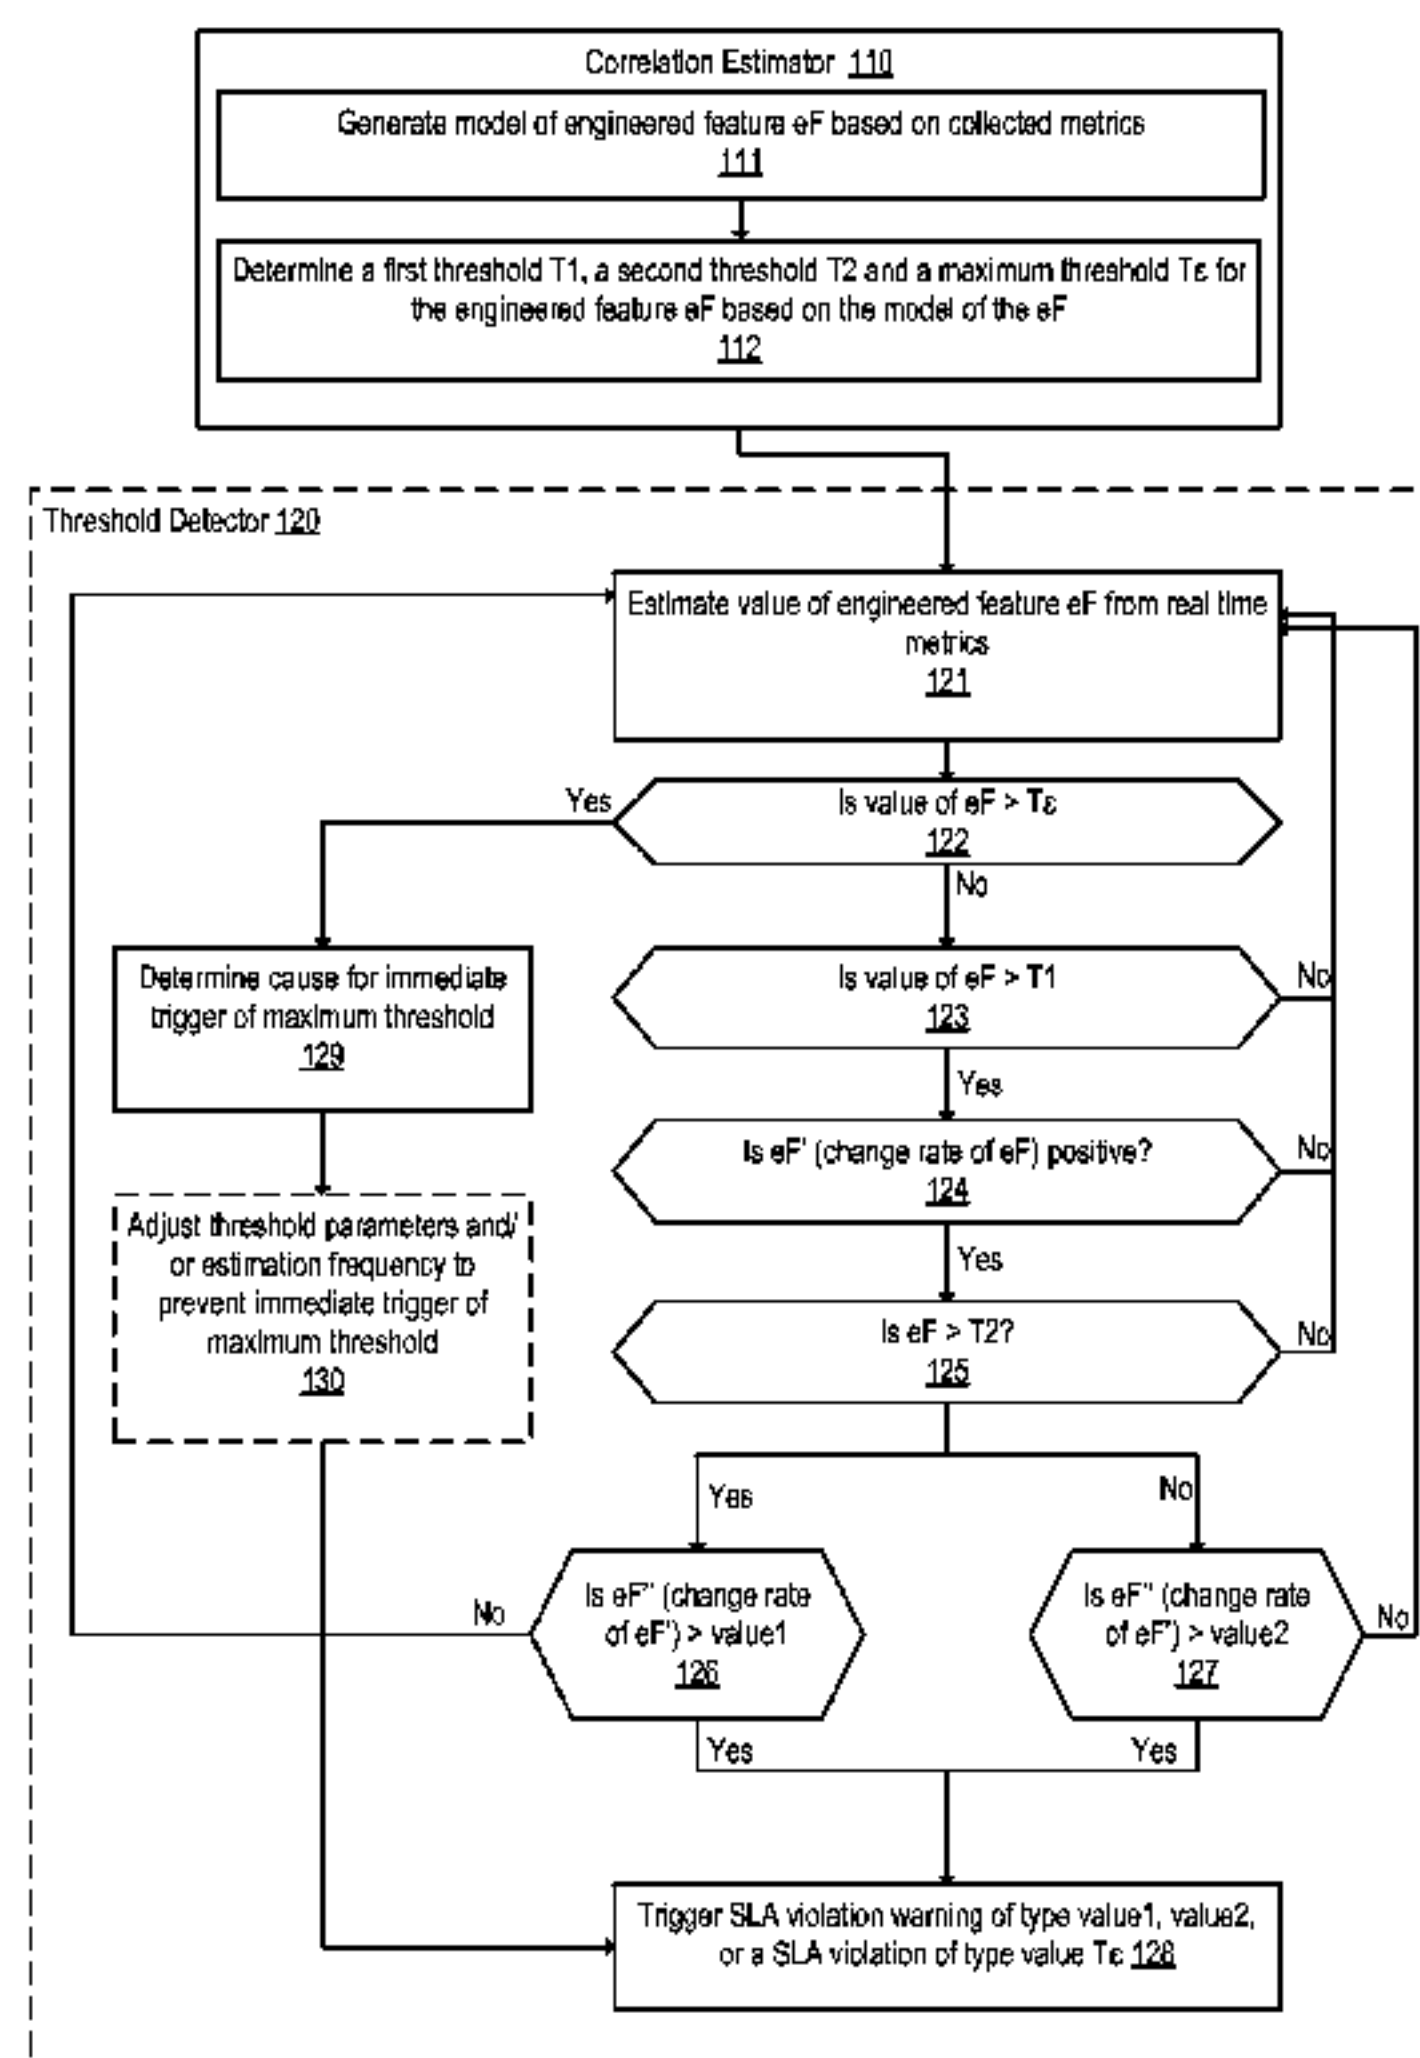 Correlation Estimator 110
Generate model of engineered feature eF based on collected metrics
111
Determine a first threshold T1, a second threshold T2 and a maximum threshold Tε for
the engineered feature eF based on the model of the eF
112
Threshold Detector 120
Estimate value of engineered feature eF from real time
metrics
121
Yes
Is value of eF > Tε
122
No
Determine cause for immediate
trigger of maximum threshold
129
Is value of eF > T1
123
No
Yes
Is eF' (change rate of eF) positive?
124
No
Yes
Adjust threshold parameters and/
or estimation frequency to
prevent immediate trigger of
maximum threshold
130
Is eF > T2?
125
No
Yes
No
No
Is eF" (change rate
of eF') > value1
126
Is eF" (change rate
of eF') > value2
127
No
Yes
Yes
Trigger SLA violation warning of type value1, value2,
or a SLA violation of type value Tε 128